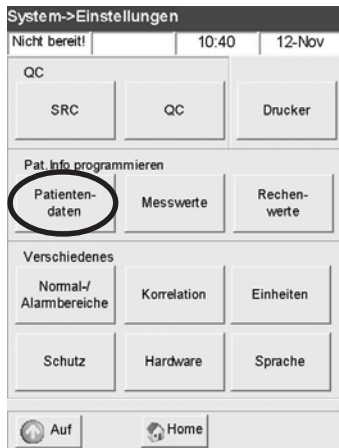 System->Einstellungen
Nicht bereit! 10:40 12-Nov
QC
SRC QC Drucker
Pat.Info programmieren
Patienten-
daten
Messwerte
Rechen-
werte
Verschiedenes
Normal-/
Alarmbereiche
Korrelation
Einheiten
Schutz Hardware Sprache
Auf Home